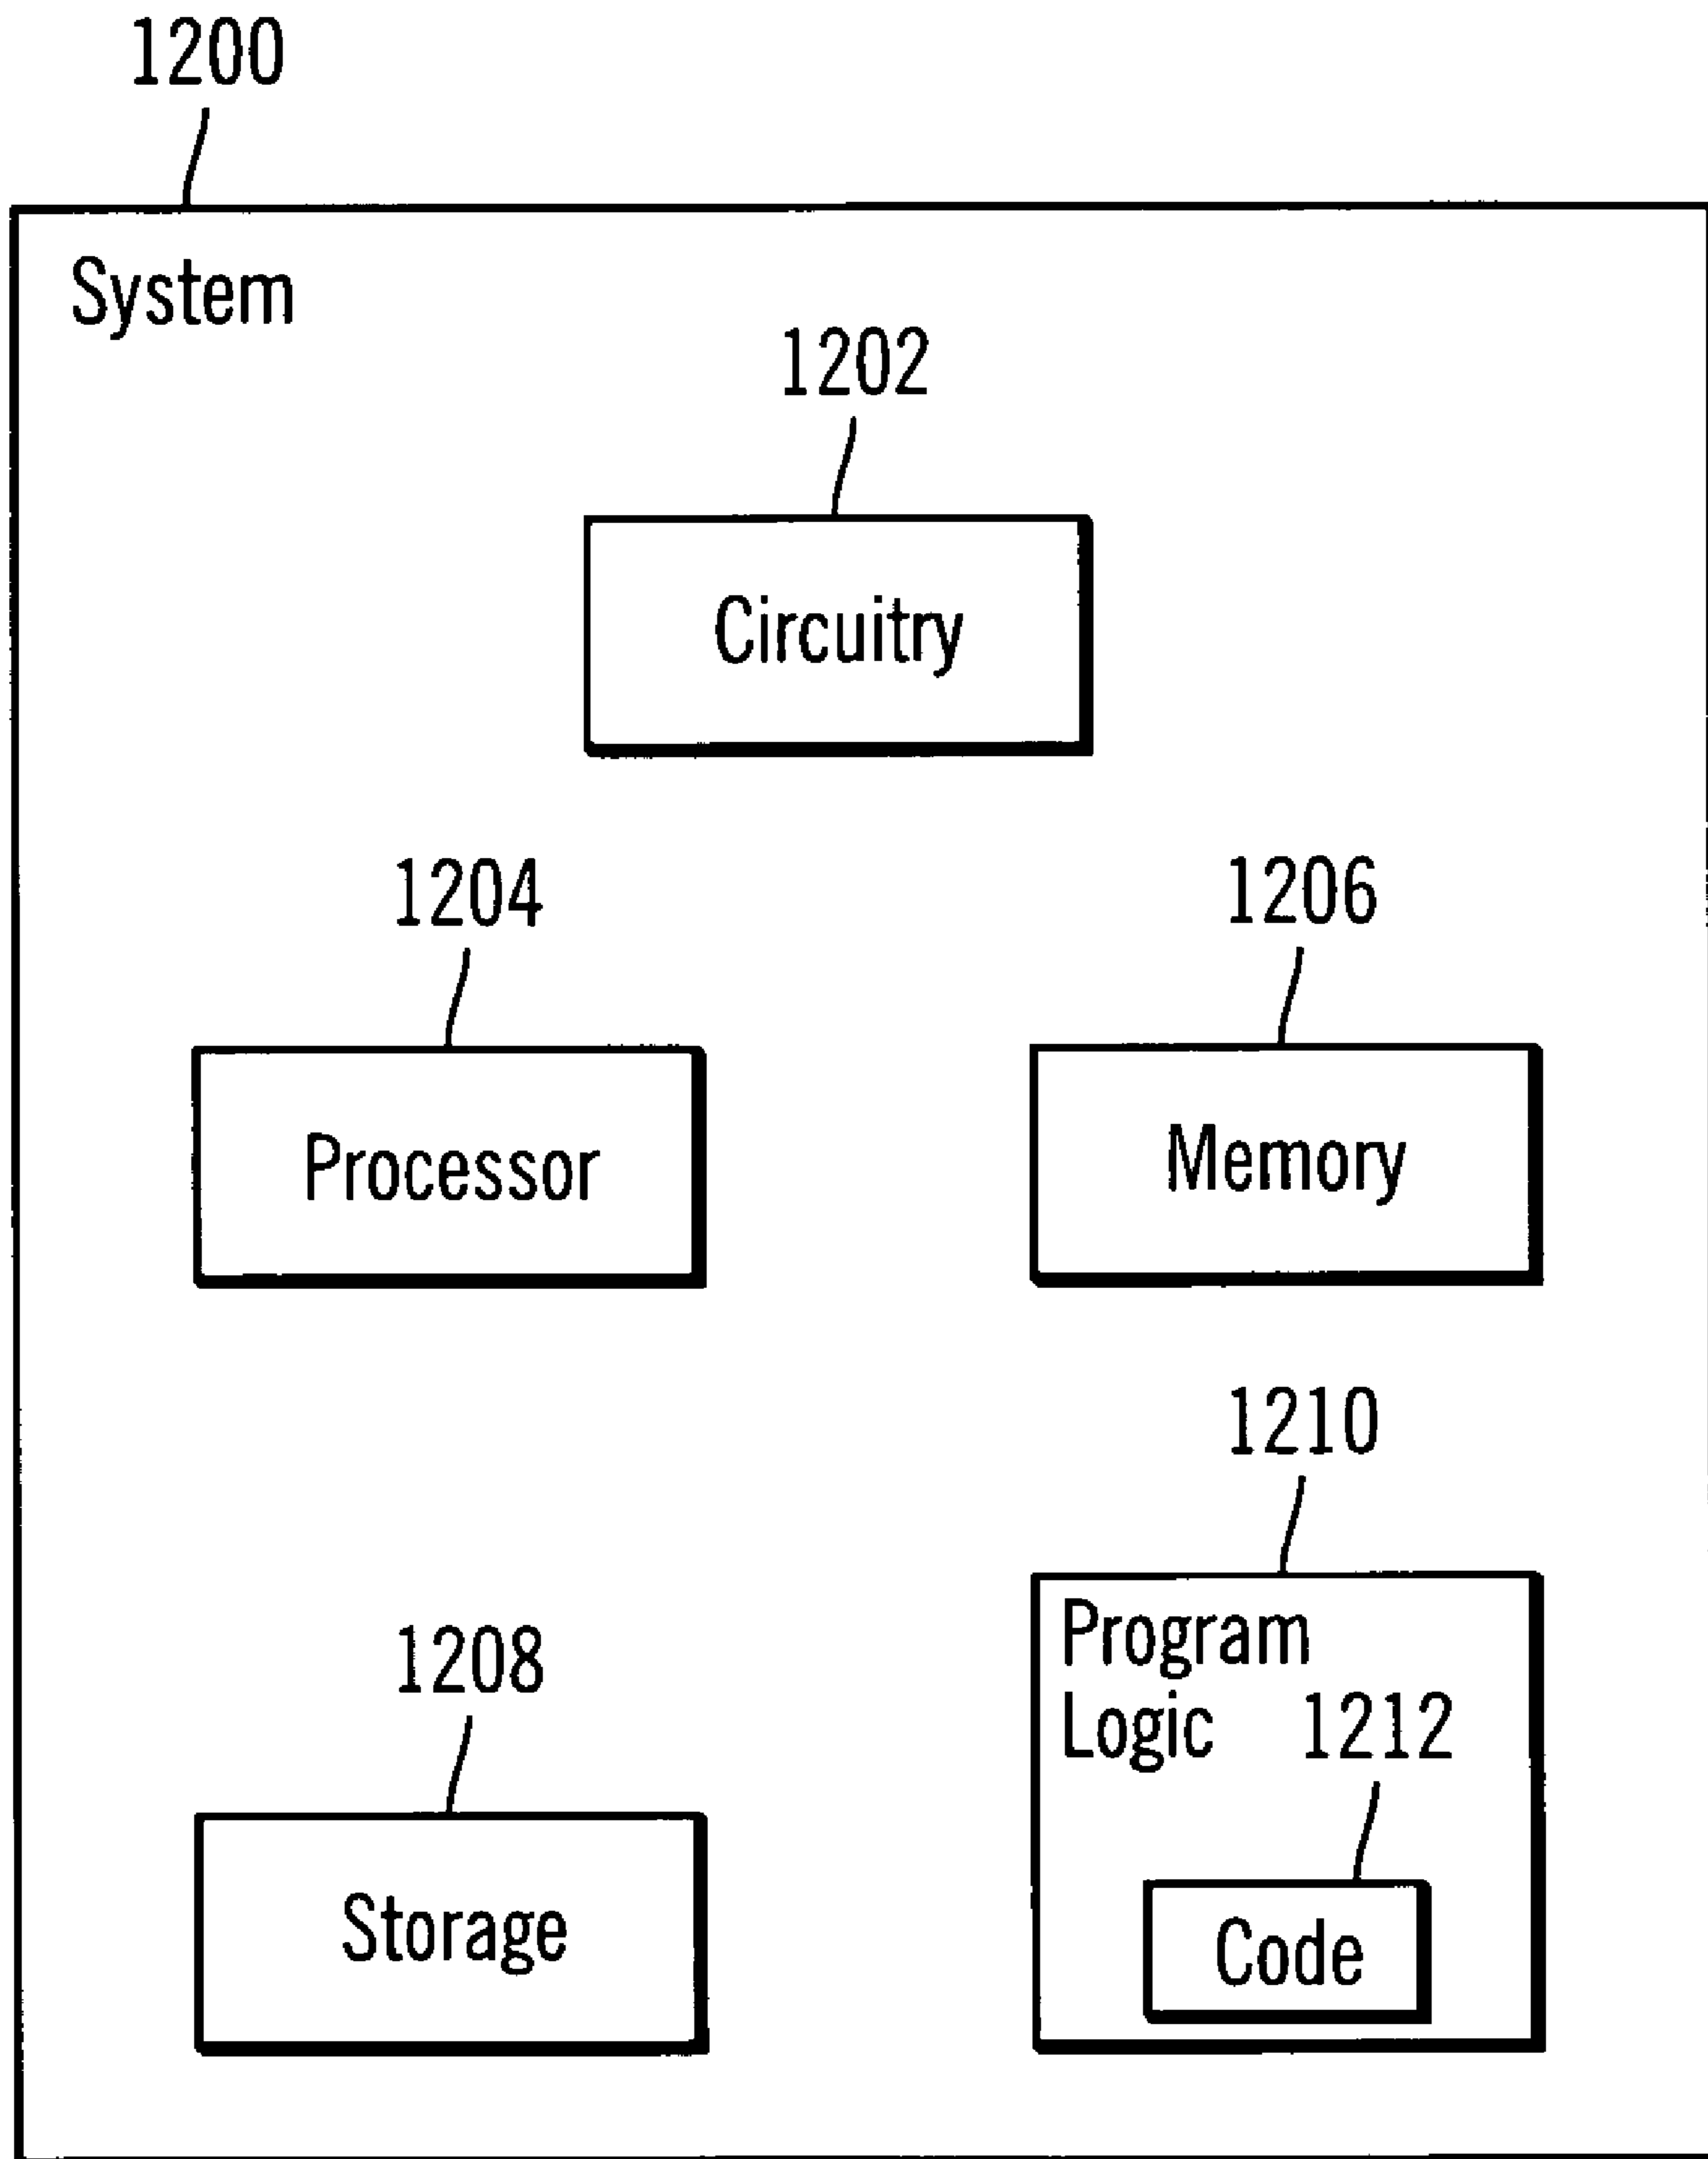 1200
System
1202
Circuitry
1204
1206
Processor
Memory
1210
1208
Program
Logic
1212
Storage
Code